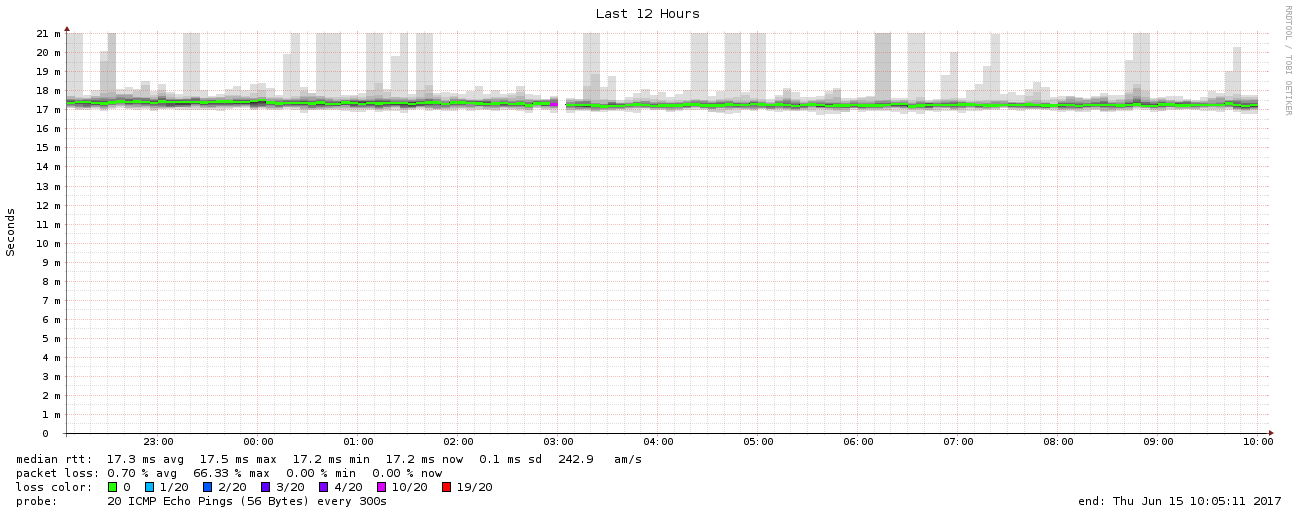 Last 12 Hours
RRDTOOL / TOBI OETIKER
Seconds
21 m
20 m
19 m
18 m
17 m
16 m
15 m
14 m
13 m
12 m
11 m
10 m
9 m
8 m
7 m
6 m
5 m
4 m
3 m
2 m
1 m
0
23:00 00:00 01:00 02:00 03:00 04:00 05:00 06:00 07:00 08:00 09:00 10:00
median rtt: 17.3 ms avg 17.5 ms max 17.2 ms min 17.2 ms now 0.1 ms sd 242.9 am/s
packet loss: 0.70 % avg 66.33 % max 0.00 % min 0.00 % now
loss color: 0 1/20 2/20 3/20 4/20 10/20 19/20
probe: 20 ICMP Echo Pings (56 Bytes) every 300s end: Thu Jun 15 10:05:11 2017